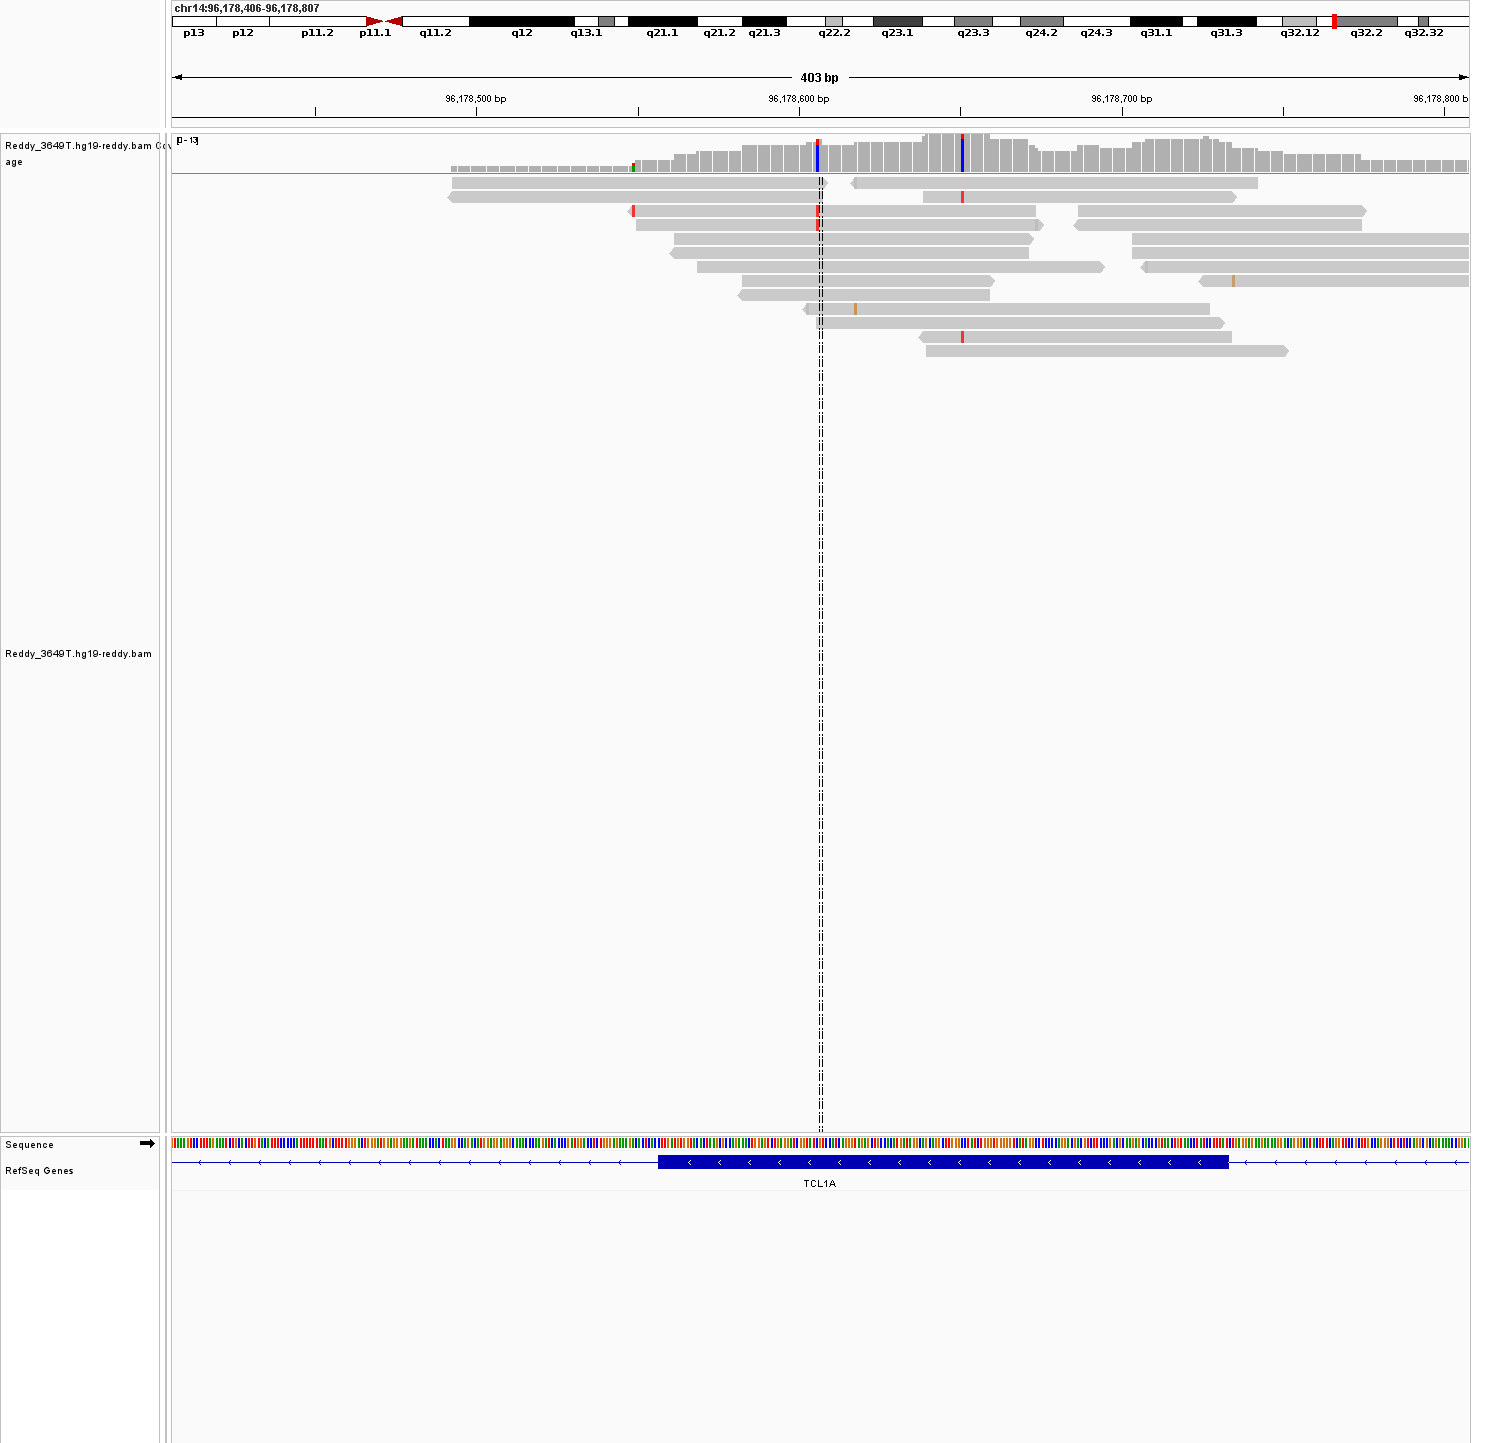 chr14:96,178,406-96,178,807
p13 p12 p11.2 p11.1 q11.2 q12 q13.1 q21.1 q21.2 q21.3 q22.2 q23.1 q23.3 q24.2 q24.3 q31.1 q31.3 q32.12 q32.2 q32.32
403 bp
96,178,500 bp 96,178,600 bp 96,178,700 bp 96,178,800 b
Reddy_3649T.hg19-reddy.bam Cov
age
[0 - 13]
Reddy_3649T.hg19-reddy.bam
Sequence
RefSeq Genes
TCL1A